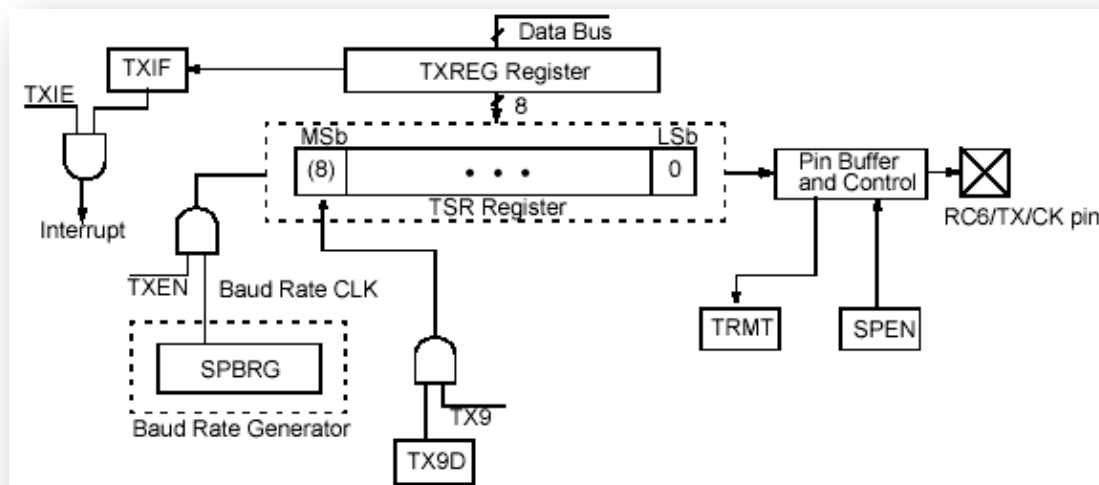 Data Bus
TXIF
TXREG Register
TXIE
8
MSb
LSb
(8)
• • •
0
Pin Buffer
and Control
TSR Register
RC6/TX/CK pin
Interrupt
TXEN
Baud Rate CLK
TRMT
SPEN
SPBRG
TX9
Baud Rate Generator
TX9D